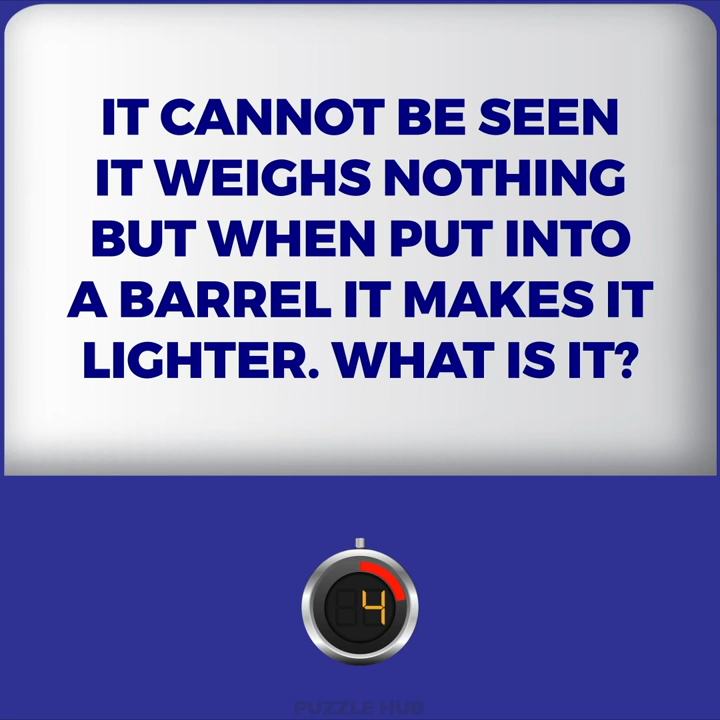 IT CANNOT BE SEEN
IT WEIGHS NOTHING
BUT WHEN PUT INTO
A BARREL IT MAKES IT
LIGHTER. WHAT IS IT?
4
PUZZLE HUB